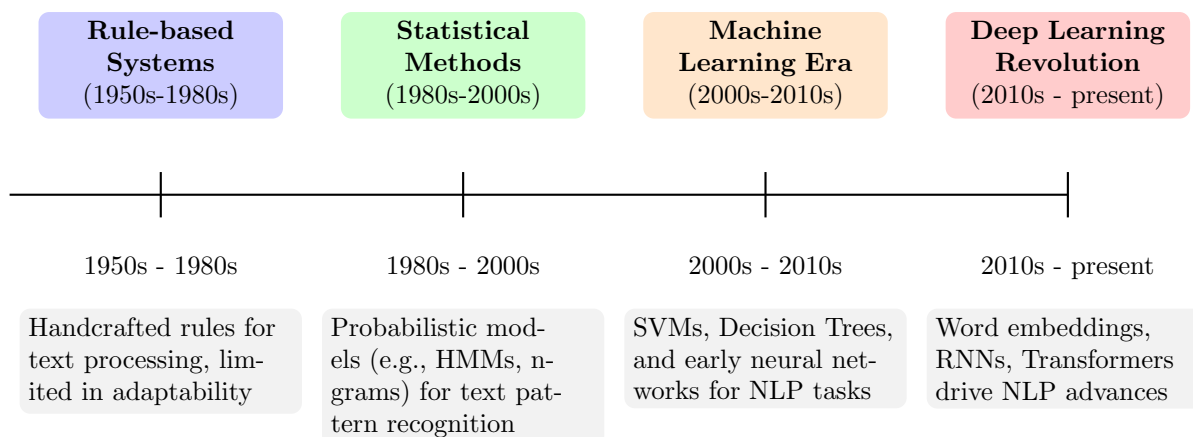 Rule-based
Systems
(1950s-1980s)
Statistical
Methods
(1980s-2000s)
Machine
Learning Era
(2000s-2010s)
Deep Learning
Revolution
(2010s - present)
1950s - 1980s
1980s - 2000s
2000s - 2010s
2010s - present
Handcrafted rules for
text processing, lim-
ited in adaptability
Probabilistic mod-
els (e.g., HMMs, n-
grams) for text pat-
tern recognition
SVMs, Decision Trees,
and early neural net-
works for NLP tasks
Word embeddings,
RNNs, Transformers
drive NLP advances